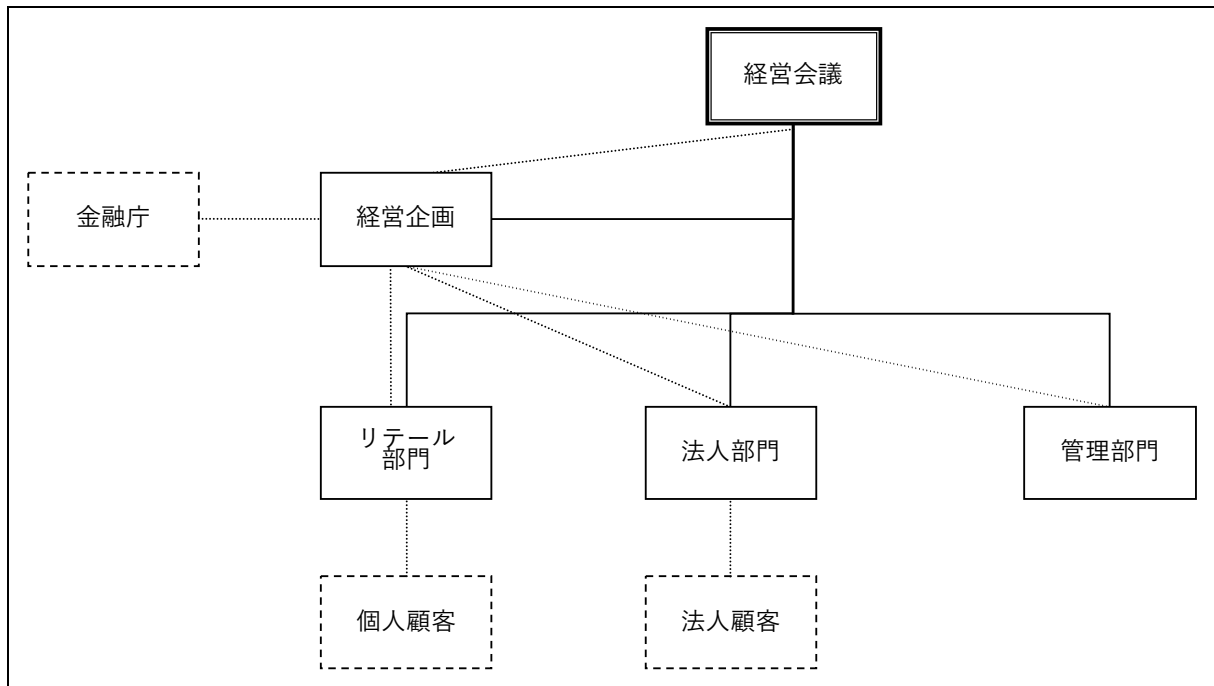 経営会議
金融庁
経営企画
リテール
部門
法人部門
管理部門
個人顧客
法人顧客